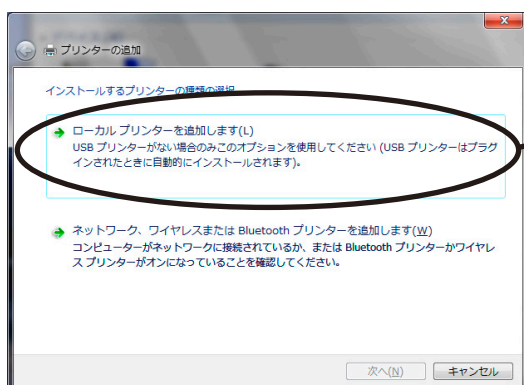 プリンターの追加
インストールするプリンターの種類の選択
ローカル プリンターを追加します(L)
USB プリンターがない場合のみこのオプションを使用してください (USB プリンターはプラグ
インされたときに自動的にインストールされます)。
ネットワーク、ワイヤレスまたは Bluetooth プリンターを追加します(W)
コンピューターがネットワークに接続されているか、または Bluetooth プリンターかワイヤレ
ス プリンターがオンになっていることを確認してください。
次へ(N)
キャンセル